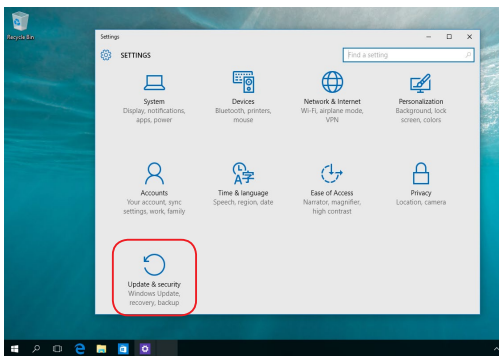 Recycle Bin
Settings
SETTINGS
Find a setting
System
Display, notifications,
apps, power
Devices
Bluetooth, printers,
mouse
Network & Internet
Wi-Fi, airplane mode,
VPN
Personalization
Background, lock
screen, colors
Accounts
Your account, sync
settings, work, family
Time & language
Speech, region, date
Ease of Access
Narrator, magnifier,
high contrast
Privacy
Location, camera
Update & security
Windows Update,
recovery, backup